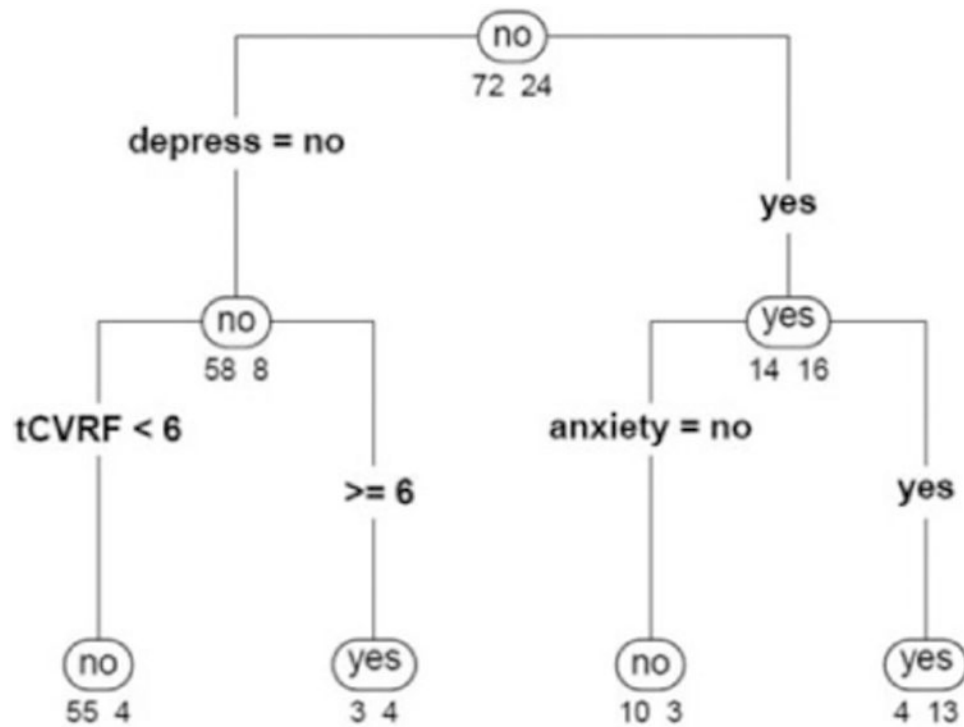 no
72 24
depress = no
yes
no
58 8
yes
14 16
tCVRF < 6
>= 6
anxiety = no
yes
no
55 4
yes
3 4
no
10 3
yes
4 13